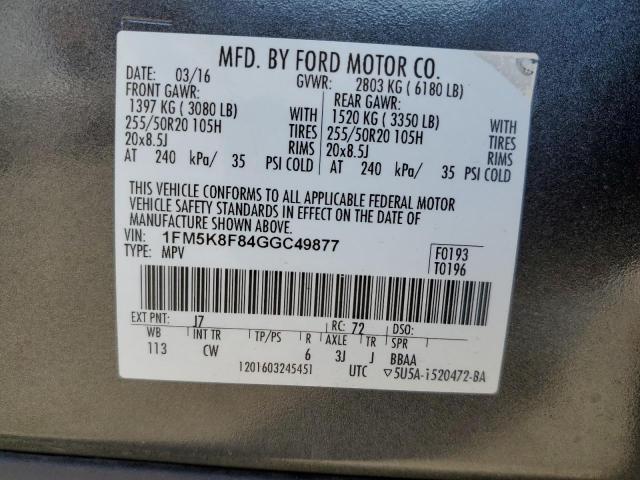 MFD. BY FORD MOTOR CO.
DATE: 03/16 GVWR: 2803 KG ( 6180 LB)
FRONT GAWR: REAR GAWR:
1397 KG ( 3080 LB) WITH 1520 KG ( 3350 LB) WITH
255/50R20 105H TIRES 255/50R20 105H TIRES
20x8.5J RIMS 20x8.5J RIMS
AT 240 kPa/ 35 PSI COLD AT 240 kPa/ 35 PSI COLD
THIS VEHICLE CONFORMS TO ALL APPLICABLE FEDERAL MOTOR
VEHICLE SAFETY STANDARDS IN EFFECT ON THE DATE OF
MANUFACTURE SHOWN ABOVE.
VIN: 1FM5K8F84GGC49877
TYPE: MPV
F0193
T0196
EXT PNT: J7 RC: 72 DSO:
WB INT TR TP/PS R AXLE TR SPR
113 CW 6 3J J BBAA
1201603245451 UTC ▽5U5A-1520472-BA